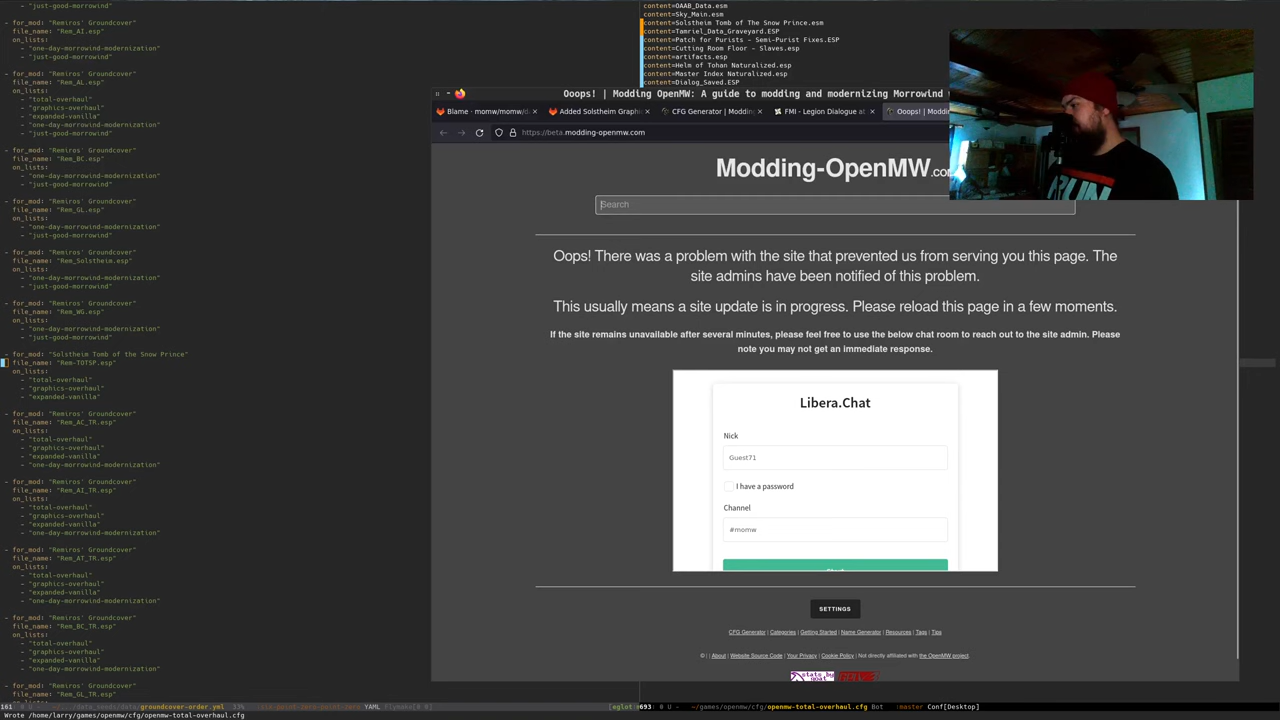 - "just-good-morrowind"
- for_mod: "Remiros' Groundcover"
file_name: "Rem_AI.esp"
on_lists:
- "one-day-morrowind-modernization"
- "just-good-morrowind"
- for_mod: "Remiros' Groundcover"
file_name: "Rem_AL.esp"
on_lists:
- "total-overhaul"
- "graphics-overhaul"
- "expanded-vanilla"
- "one-day-morrowind-modernization"
- "just-good-morrowind"
- for_mod: "Remiros' Groundcover"
file_name: "Rem_BC.esp"
on_lists:
- "one-day-morrowind-modernization"
- "just-good-morrowind"
- for_mod: "Remiros' Groundcover"
file_name: "Rem_GL.esp"
on_lists:
- "one-day-morrowind-modernization"
- "just-good-morrowind"
- for_mod: "Remiros' Groundcover"
file_name: "Rem_Solstheim.esp"
on_lists:
- "one-day-morrowind-modernization"
- "just-good-morrowind"
- for_mod: "Remiros' Groundcover"
file_name: "Rem_WG.esp"
on_lists:
- "one-day-morrowind-modernization"
- "just-good-morrowind"
- for_mod: "Solstheim Tomb of the Snow Prince"
file_name: "Rem-TOTSP.esp"
on_lists:
- "total-overhaul"
- "graphics-overhaul"
- "expanded-vanilla"
- for_mod: "Remiros' Groundcover"
file_name: "Rem_AC_TR.esp"
on_lists:
- "total-overhaul"
- "graphics-overhaul"
- "expanded-vanilla"
- "one-day-morrowind-modernization"
- for_mod: "Remiros' Groundcover"
file_name: "Rem_AI_TR.esp"
on_lists:
- "total-overhaul"
- "graphics-overhaul"
- "expanded-vanilla"
- "one-day-morrowind-modernization"
- for_mod: "Remiros' Groundcover"
file_name: "Rem_AT_TR.esp"
on_lists:
- "total-overhaul"
- "graphics-overhaul"
- "expanded-vanilla"
- "one-day-morrowind-modernization"
- for_mod: "Remiros' Groundcover"
file_name: "Rem_BC_TR.esp"
on_lists:
- "total-overhaul"
- "graphics-overhaul"
- "expanded-vanilla"
- "one-day-morrowind-modernization"
- for_mod: "Remiros' Groundcover"
file_name: "Rem_GL_TR.esp"
content=OAAB_Data.esm
content=Sky_Main.esm
content=Solstheim Tomb of The Snow Prince.esm
content=Tamriel_Data_Graveyard.ESP
content=Patch for Purists - Semi-Purist Fixes.ESP
content=Cutting Room Floor - Slaves.esp
content=artifacts.esp
content=Helm of Tohan Naturalized.esp
content=Master Index Naturalized.esp
content=Dialog_Saved.ESP
Ooops! | Modding OpenMW: A guide to modding and modernizing Morrowind
Blame · momw/momw/d
Added Solstheim Graphi
CFG Generator | Modding
FMI - Legion Dialogue at
Ooops! | Moddi
https://beta.modding-openmw.com
Modding-OpenMW.co
Search
Oops! There was a problem with the site that prevented us from serving you this page. The
site admins have been notified of this problem.
This usually means a site update is in progress. Please reload this page in a few moments.
If the site remains unavailable after several minutes, please feel free to use the below chat room to reach out to the site admin. Please
note you may not get an immediate response.
Libera.Chat
Nick
Guest71
I have a password
Channel
#momw
SETTINGS
CFG Generator | Categories | Getting Started | Name Generator | Resources | Tags | Tips
© | About | Website Source Code | Your Privacy | Cookie Policy | Not directly affiliated with the OpenMW project.
stats by
RUN
161: 0 U
data_seeds/data/groundcover-order.yml 33%
YAML Flymake[0 0]
[eglot:
693: 0 U - ~/games/openmw/cfg/openmw-total-overhaul.cfg Bot :master Conf[Desktop]
Wrote /home/larry/games/openmw/cfg/openmw-total-overhaul.cfg